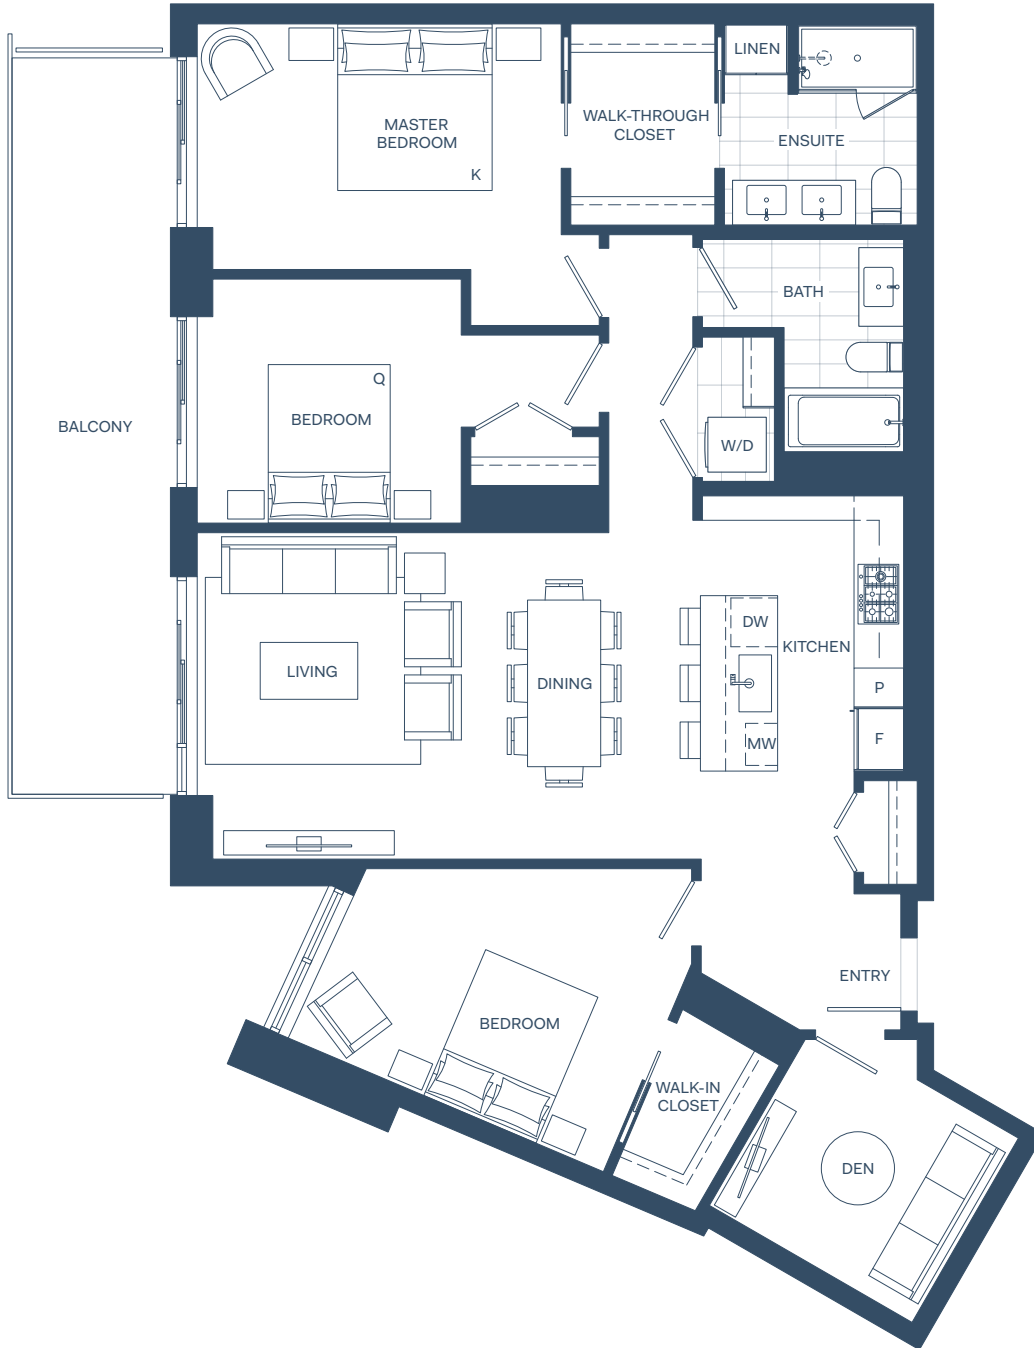 LINEN
WALK-THROUGH
CLOSET
MASTER
BEDROOM
ENSUITE
K
BATH
Q
BEDROOM
BALCONY
W/D
DW
KITCHEN
LIVING
DINING
P
F
MW
ENTRY
BEDROOM
WALK-IN
CLOSET
DEN